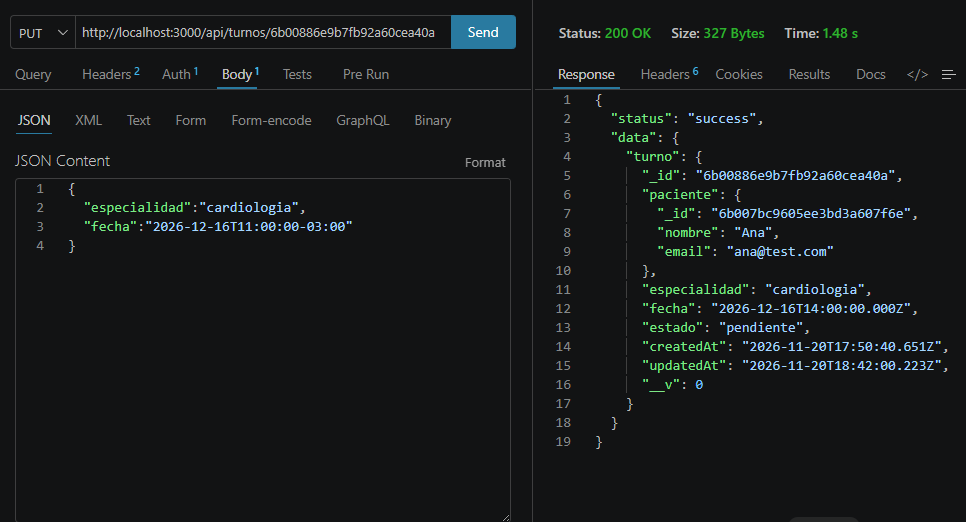 PUT http://localhost:3000/api/turnos/6b00886e9b7fb92a60cea40a Send
Query Headers 2 Auth 1 Body 1 Tests Pre Run
JSON XML Text Form Form-encode GraphQL Binary
JSON Content Format
1 {
2 "especialidad":"cardiologia",
3 "fecha":"2026-12-16T11:00:00-03:00"
4 }
Status: 200 OK Size: 327 Bytes Time: 1.48 s
Response Headers 6 Cookies Results Docs </>
1 {
2 "status": "success",
3 "data": {
4 "turno": {
5 "_id": "6b00886e9b7fb92a60cea40a",
6 "paciente": {
7 "_id": "6b007bc9605ee3bd3a607f6e",
8 "nombre": "Ana",
9 "email": "ana@test.com"
10 },
11 "especialidad": "cardiologia",
12 "fecha": "2026-12-16T14:00:00.000Z",
13 "estado": "pendiente",
14 "createdAt": "2026-11-20T17:50:40.651Z",
15 "updatedAt": "2026-11-20T18:42:00.223Z",
16 "__v": 0
17 }
18 }
19 }